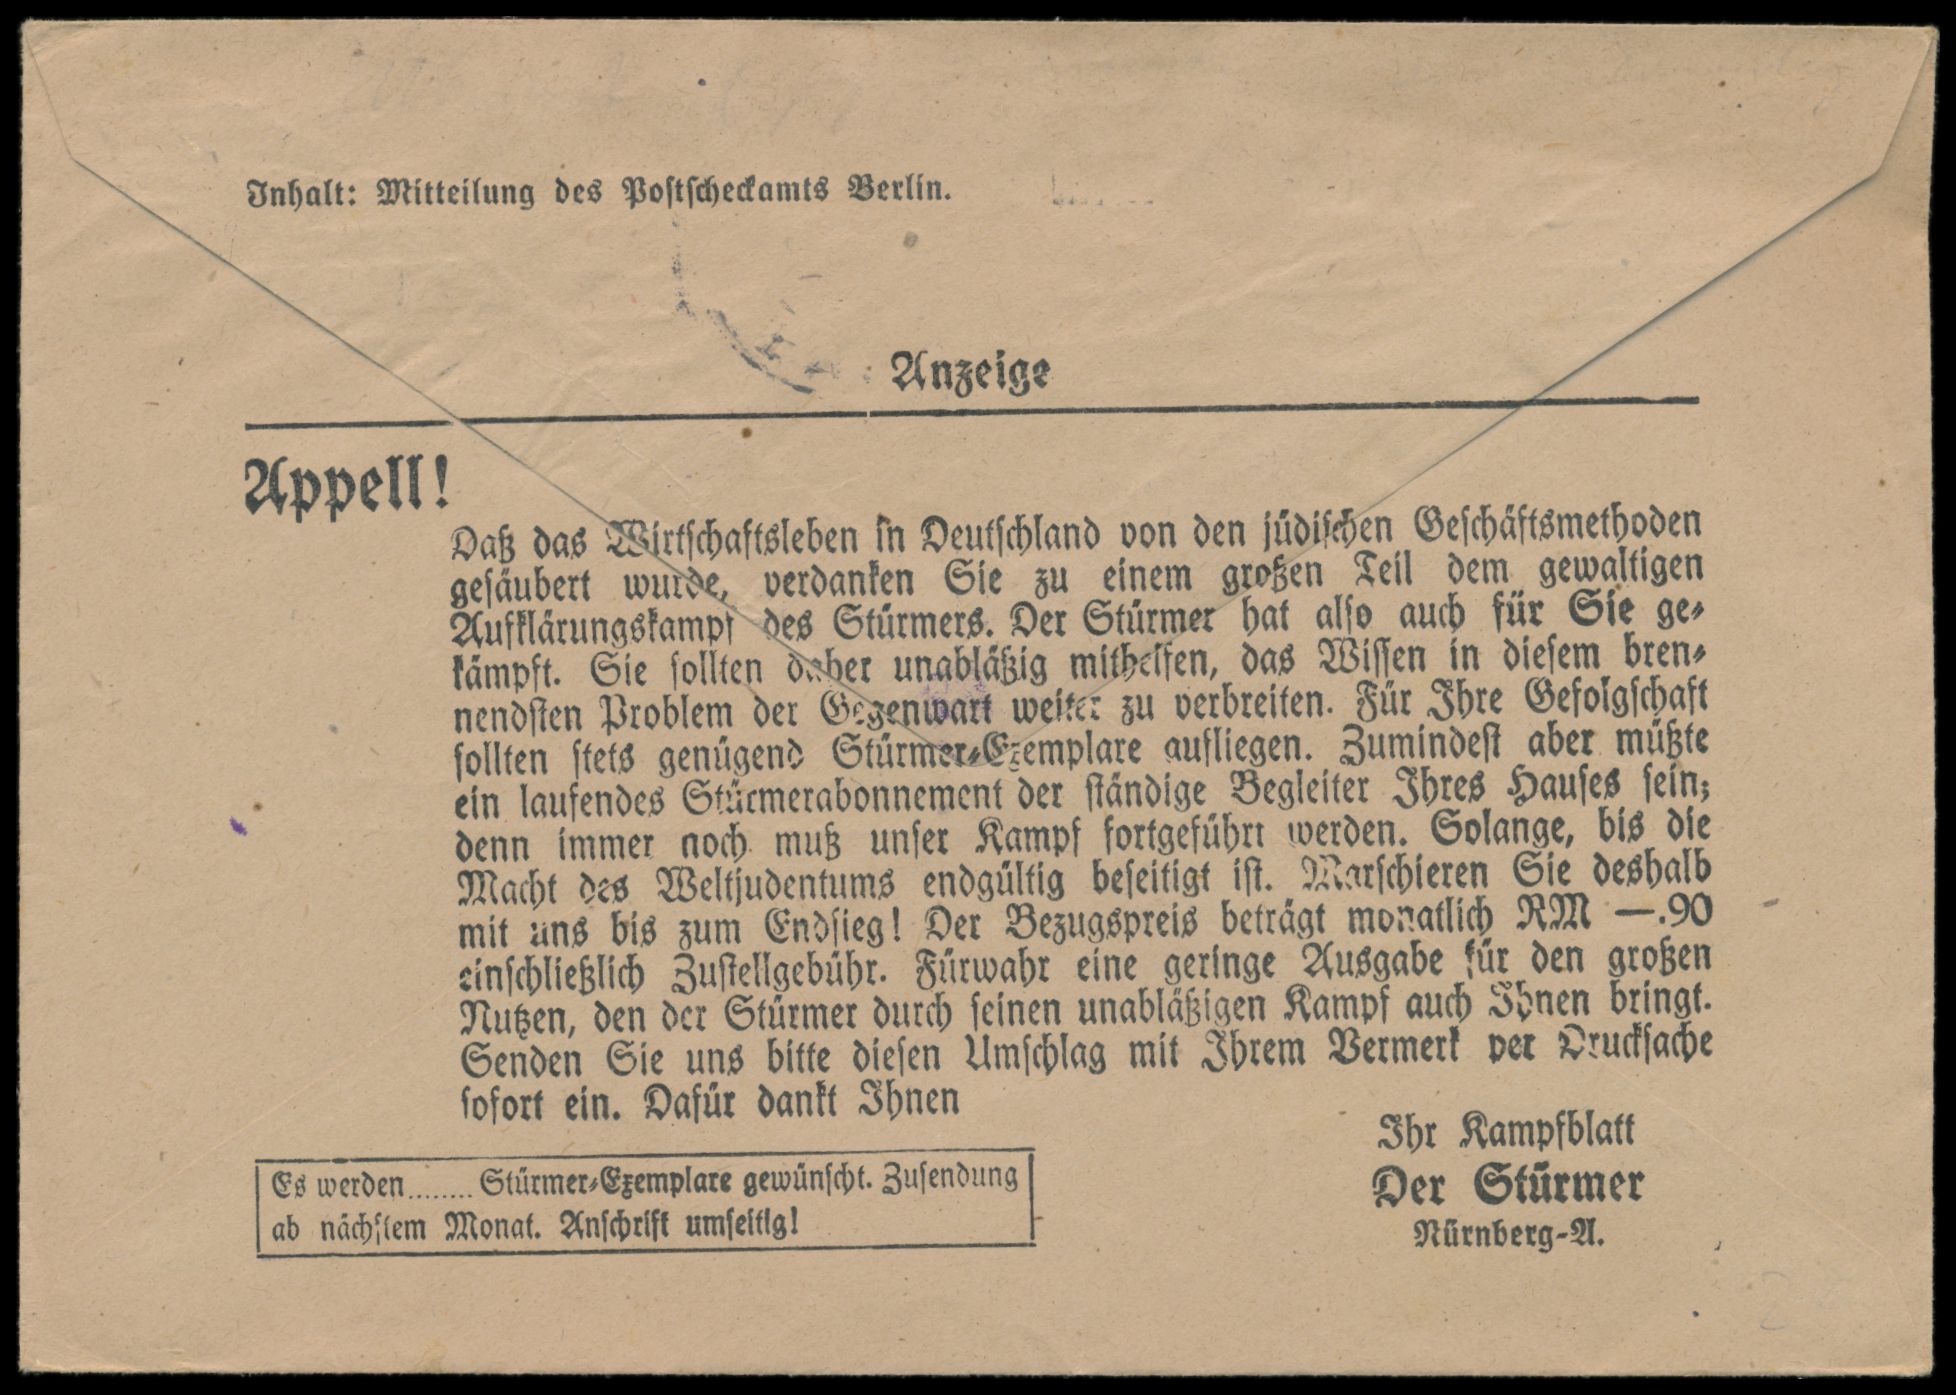 Inhalt: Mitteilung des Postscheckamts Berlin.
Anzeige
Appell!
Daß das Wirtschaftsleben in Deutschland von den jüdischen Geschäftsmethoden
gesäubert wurde, verdanken Sie zu einem großen Teil dem gewaltigen
Aufklärungskampf des Stürmers. Der Stürmer hat also auch für Sie ge-
kämpft. Sie sollten daher unabläßig mithelfen, das Wissen in diesem bren-
nendsten Problem der Gegenwart weiter zu verbreiten. Für Ihre Gefolgschaft
sollten stets genügend Stürmer-Exemplare aufliegen. Zumindest aber müßte
ein laufendes Stürmerabonnement der ständige Begleiter Ihres Hauses sein;
denn immer noch muß unser Kampf fortgeführt werden. Solange, bis die
Macht des Weltjudentums endgültig beseitigt ist. Marschieren Sie deshalb
mit uns bis zum Endsieg! Der Bezugspreis beträgt monatlich RM —.90
einschließlich Zustellgebühr. Fürwahr eine geringe Ausgabe für den großen
Nutzen, den der Stürmer durch seinen unabläßigen Kampf auch Ihnen bringt.
Senden Sie uns bitte diesen Umschlag mit Ihrem Vermerk per Drucksache
sofort ein. Dafür dankt Ihnen
Ihr Kampfblatt
Der Stürmer
Nürnberg-A.
Es werden........ Stürmer-Exemplare gewünscht. Zusendung
ab nächstem Monat. Anschrift umseitig!